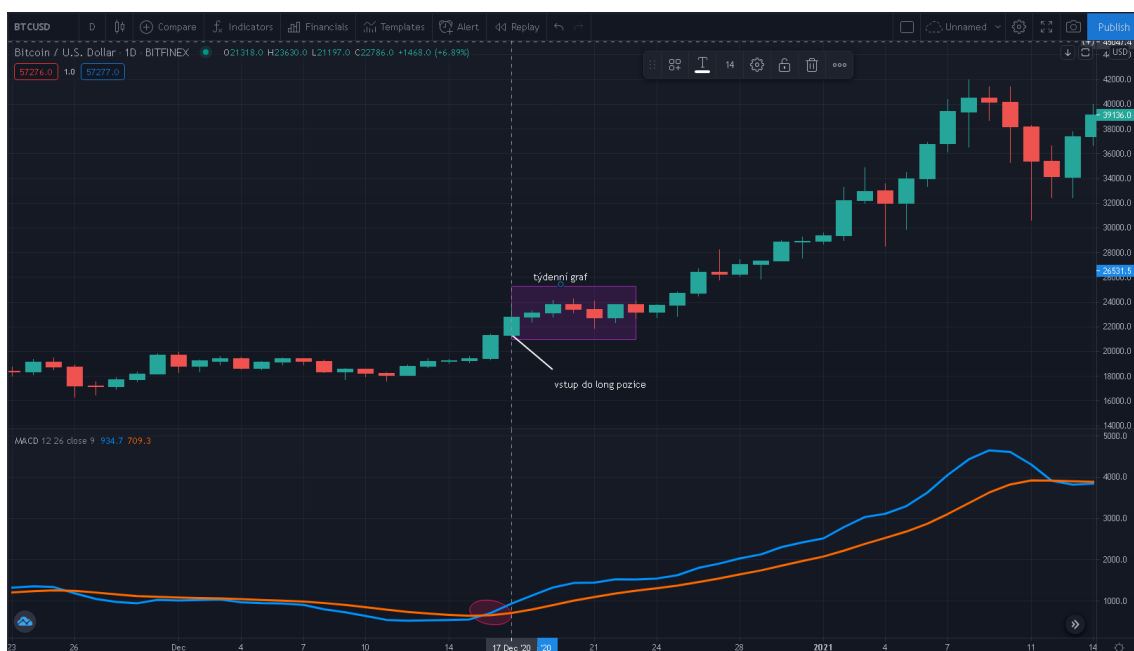 BTCUSD D Compare Indicators Financials Templates Alert Replay Unnamed Publish
Bitcoin / U.S. Dollar · 1D · BITFINEX O21318.0 H23630.0 L21197.0 C22786.0 +1468.0 (+6.89%)
57276.0 1.0 57277.0
14
USD
42000.0
40000.0
39136.0
38000.0
36000.0
34000.0
32000.0
30000.0
28000.0
26531.5
týdenní graf
24000.0
22000.0
20000.0
vstup do long pozice
18000.0
16000.0
14000.0
MACD 12 26 close 9 934.7 709.3
5000.0
4000.0
3000.0
2000.0
1000.0
23 26 Dec 4 7 10 14 17 Dec '20 '20 21 24 28 2021 4 7 11 14